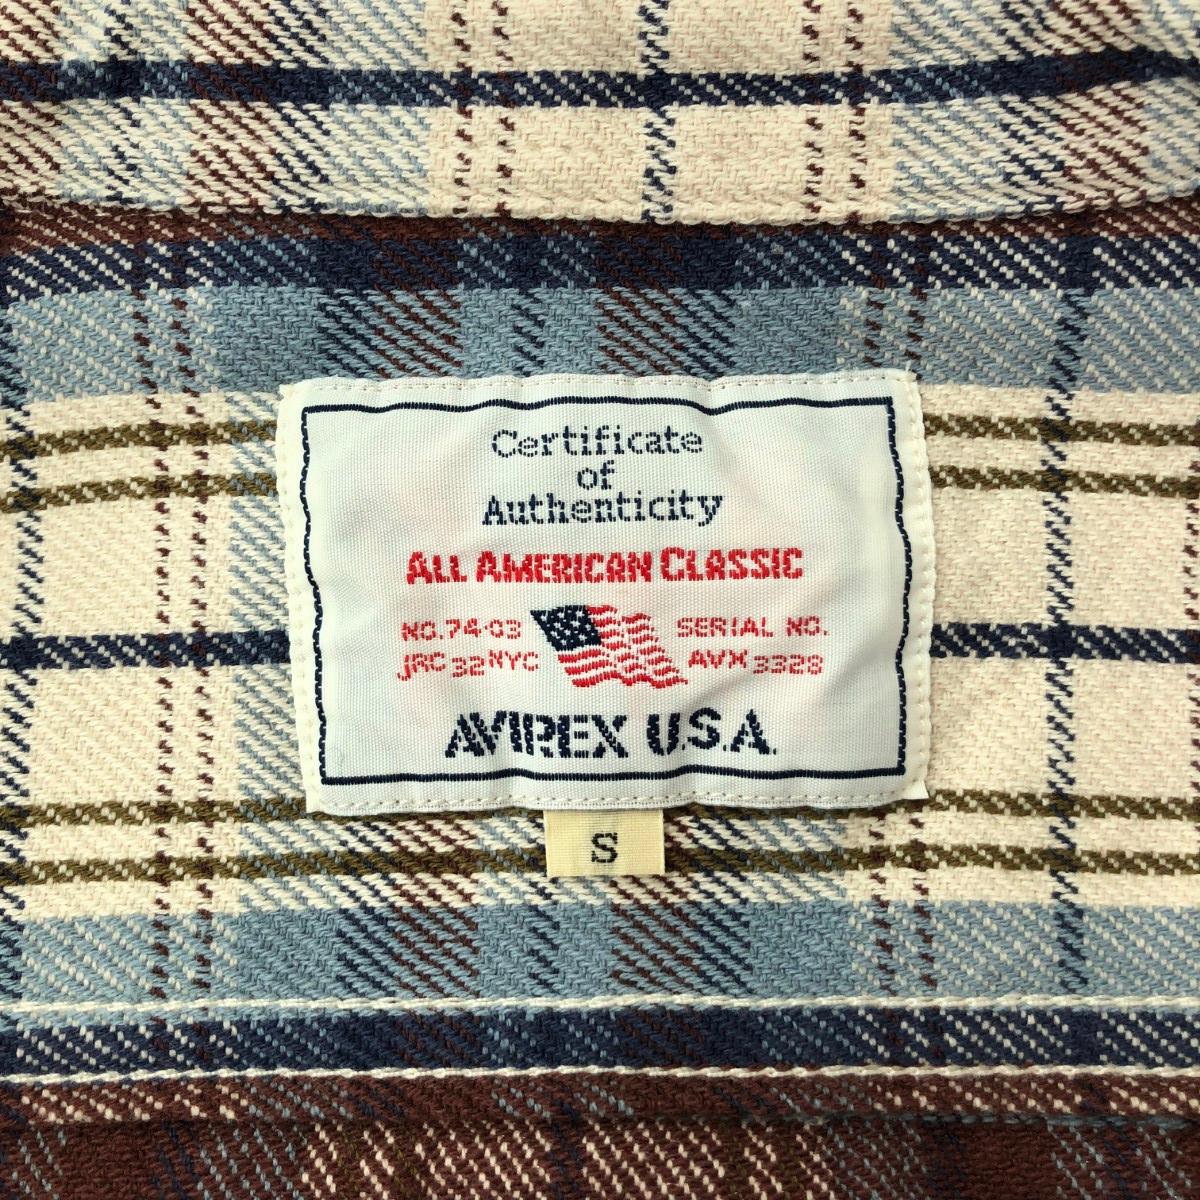 Certificate
of
Authenticity
ALL AMERICAN CLASSIC
NO.74-03 SERIAL NO.
JRC 32 NYC AVX 3328
AVIREX U.S.A.
S